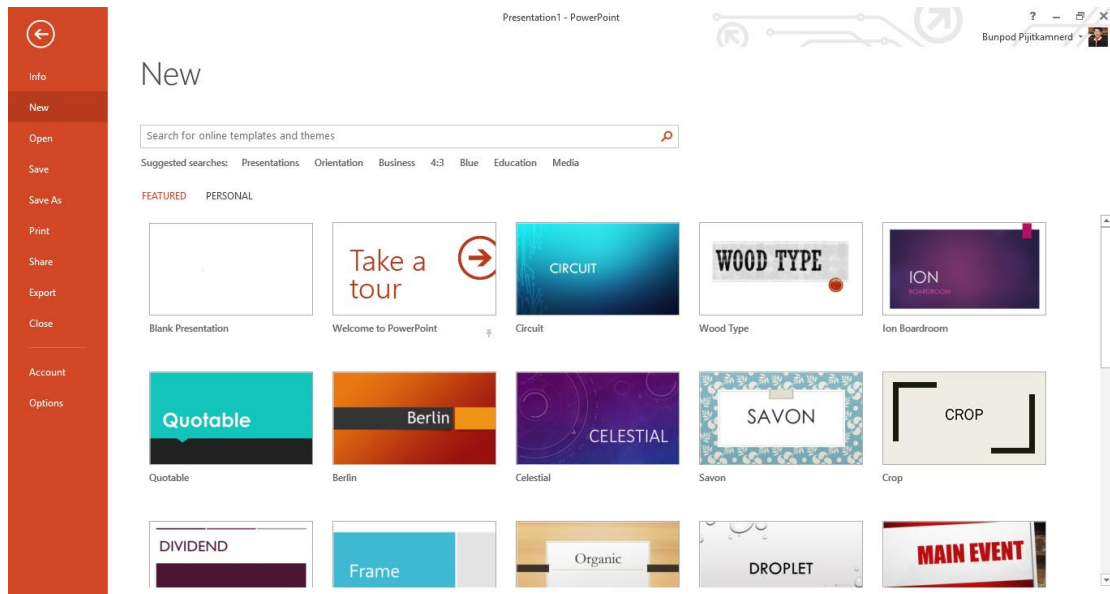 Presentation1 - PowerPoint
?
Bunpod Pijitkamnerd
Info
New
Open
Save
Save As
Print
Share
Export
Close
Account
Options
New
Search for online templates and themes
Suggested searches: Presentations Orientation Business 4:3 Blue Education Media
FEATURED PERSONAL
Take a
tour
CIRCUIT
WOOD TYPE
ION
BOARDROOM
Blank Presentation
Welcome to PowerPoint
Circuit
Wood Type
Ion Boardroom
Quotable
Berlin
CELESTIAL
SAVON
CROP
Quotable
Berlin
Celestial
Savon
Crop
DIVIDEND
Frame
Organic
DROPLET
MAIN EVENT